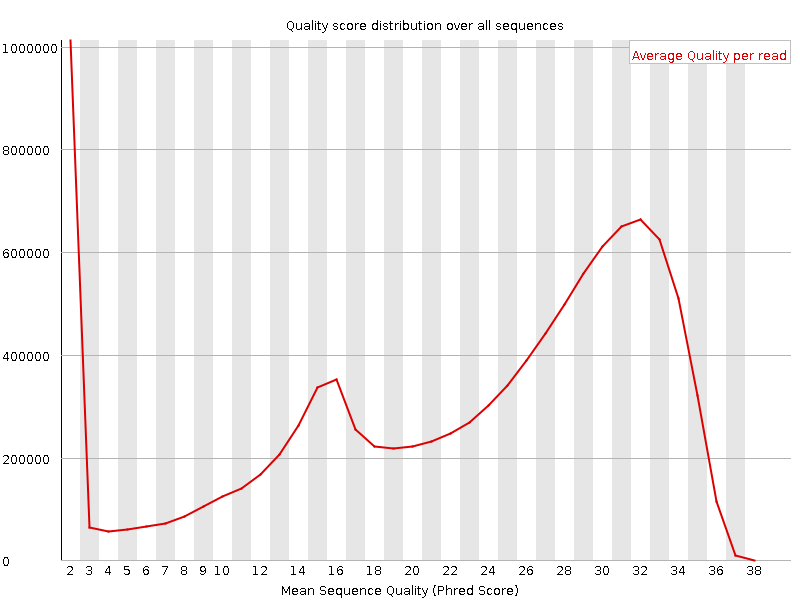 Quality score distribution over all sequences
Average Quality per read
1000000
800000
600000
400000
200000
0
2 3 4 5 6 7 8 9 10 12 14 16 18 20 22 24 26 28 30 32 34 36 38
Mean Sequence Quality (Phred Score)